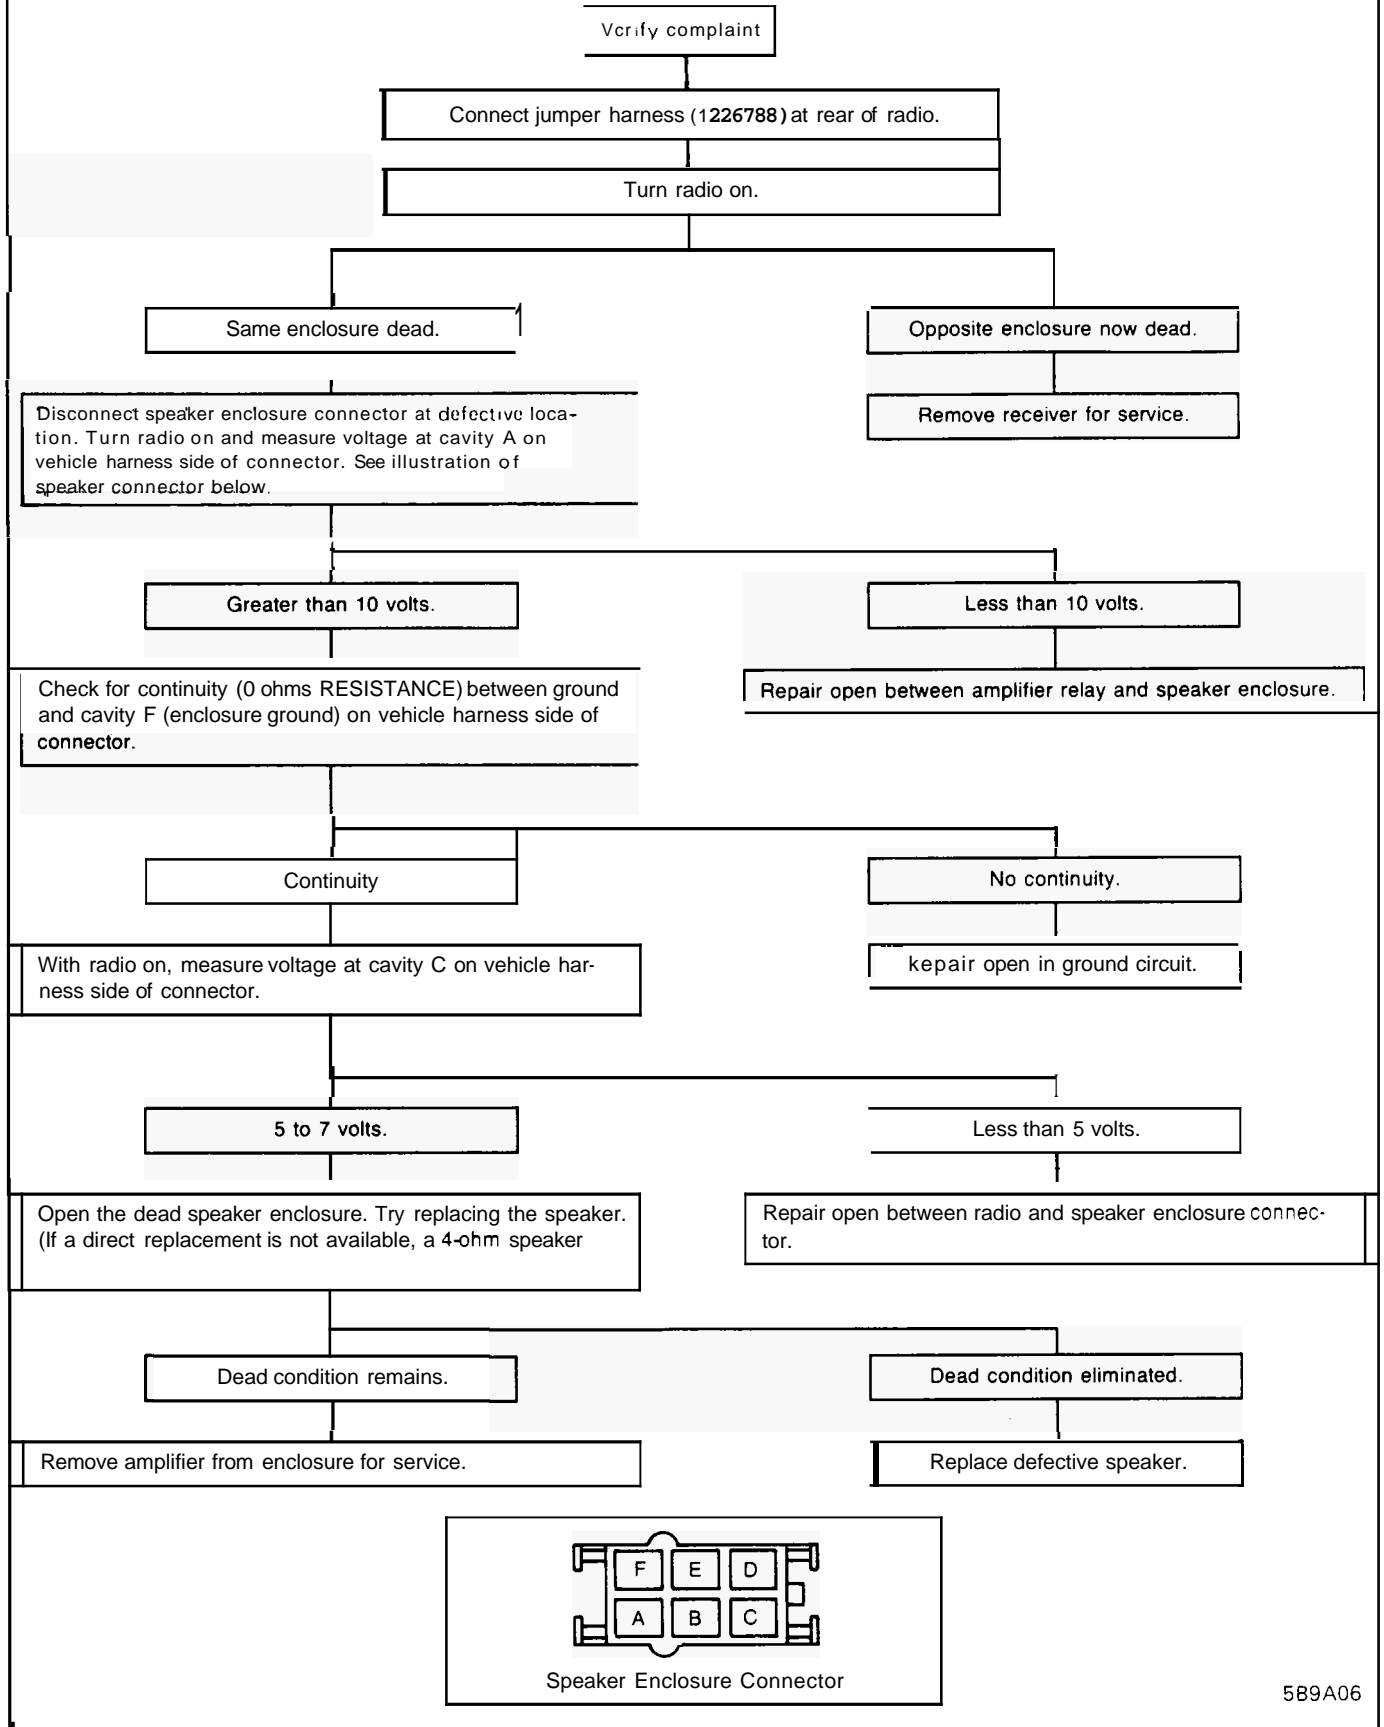 Verify complaint
Connect jumper harness (1226788) at rear of radio.
Turn radio on.
Same enclosure dead.
Opposite enclosure now dead.
Disconnect speaker enclosure connector at defective loca-
tion. Turn radio on and measure voltage at cavity A on
vehicle harness side of connector. See illustration of
speaker connector below.
Remove receiver for service.
Greater than 10 volts.
Less than 10 volts.
Check for continuity (0 ohms RESISTANCE) between ground
and cavity F (enclosure ground) on vehicle harness side of
connector.
Repair open between amplifier relay and speaker enclosure.
Continuity
No continuity.
With radio on, measure voltage at cavity C on vehicle har-
ness side of connector.
kepair open in ground circuit.
5 to 7 volts.
Less than 5 volts.
Open the dead speaker enclosure. Try replacing the speaker.
(If a direct replacement is not available, a 4-ohm speaker
Repair open between radio and speaker enclosure connec-
tor.
Dead condition remains.
Dead condition eliminated.
Remove amplifier from enclosure for service.
Replace defective speaker.
F E D
A B C
Speaker Enclosure Connector
5B9A06